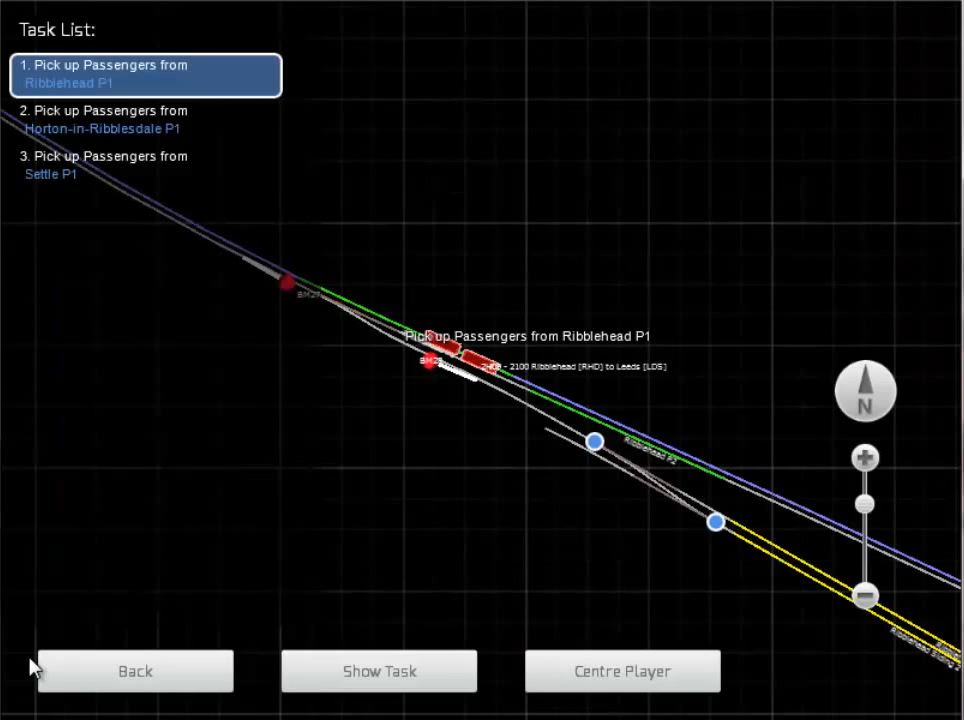 Task List:
1. Pick up Passengers from
Ribblehead P1
2. Pick up Passengers from
Horton-in-Ribblesdale P1
3. Pick up Passengers from
Settle P1
Pick up Passengers from Ribblehead P1
- 2100 Ribblehead [RHD] to Leeds [LDS]
Ribblehead P2
N
Ribblehead Siding
Back
Show Task
Centre Player